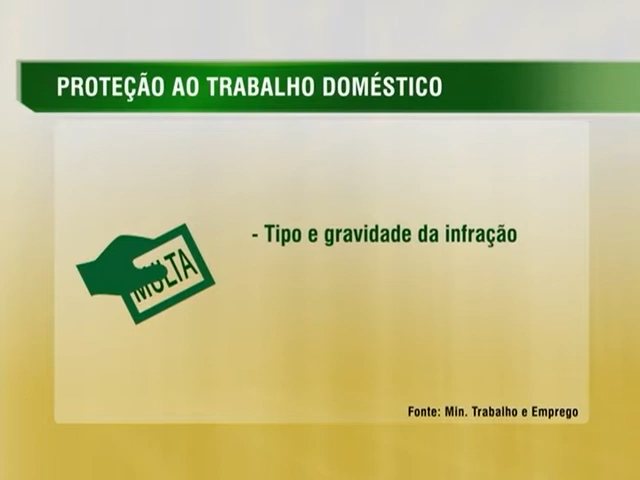 PROTEÇÃO AO TRABALHO DOMÉSTICO
- Tipo e gravidade da infração
MULTA
Fonte: Min. Trabalho e Emprego